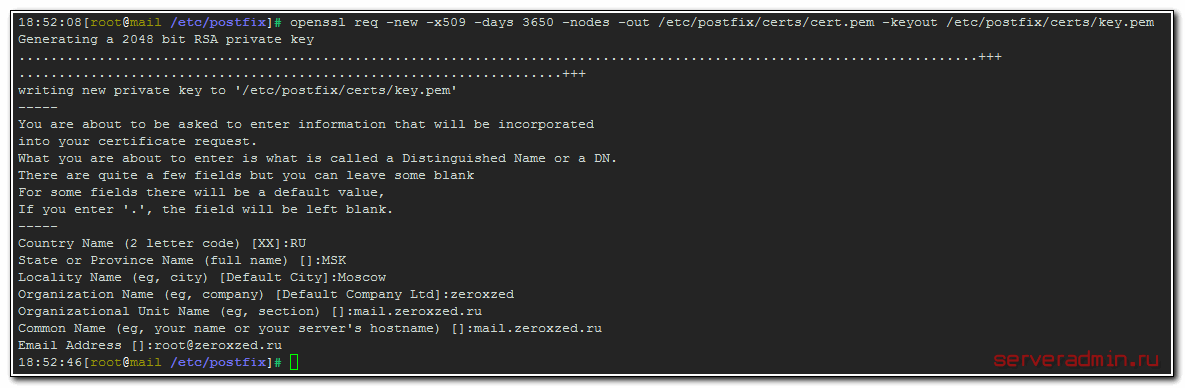 18:52:08[root@mail /etc/postfix]# openssl req -new -x509 -days 3650 -nodes -out /etc/postfix/certs/cert.pem -keyout /etc/postfix/certs/key.pem
Generating a 2048 bit RSA private key
........................................................................................................................+++
....................................................................+++
writing new private key to '/etc/postfix/certs/key.pem'
-----
You are about to be asked to enter information that will be incorporated
into your certificate request.
What you are about to enter is what is called a Distinguished Name or a DN.
There are quite a few fields but you can leave some blank
For some fields there will be a default value,
If you enter '.', the field will be left blank.
-----
Country Name (2 letter code) [XX]:RU
State or Province Name (full name) []:MSK
Locality Name (eg, city) [Default City]:Moscow
Organization Name (eg, company) [Default Company Ltd]:zeroxzed
Organizational Unit Name (eg, section) []:mail.zeroxzed.ru
Common Name (eg, your name or your server's hostname) []:mail.zeroxzed.ru
Email Address []:root@zeroxzed.ru
18:52:46[root@mail /etc/postfix]#
serveradmin.ru